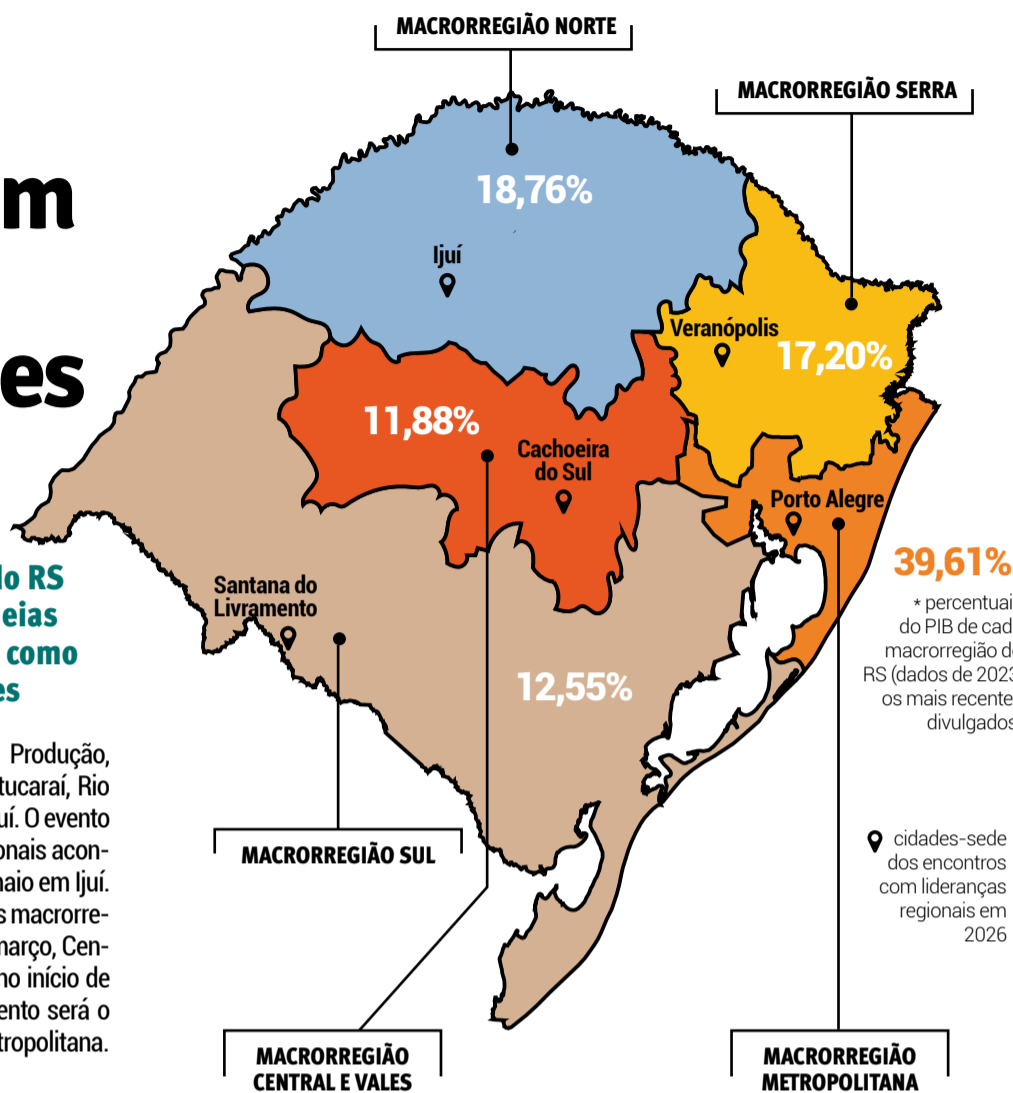 MACRORREGIÃO NORTE
MACRORREGIÃO SERRA
m
es
18,76%
Ijuí
Veranópolis
17,20%
11,88%
Cachoeira
do Sul
Porto Alegre
39,61%
* percentuai
do PIB de cad
macrorregião d
RS (dados de 2023
os mais recente
divulgados
Santana do
Livramento
12,55%
do RS
eias
como
es
Produção,
tucaraí, Rio
uí. O evento
onais acon-
naio em Ijuí.
s macrorre-
março, Cen-
no início de
ento será o
tropolitana.
cidades-sede
dos encontros
com lideranças
regionais em
2026
MACRORREGIÃO SUL
MACRORREGIÃO
CENTRAL E VALES
MACRORREGIÃO
METROPOLITANA